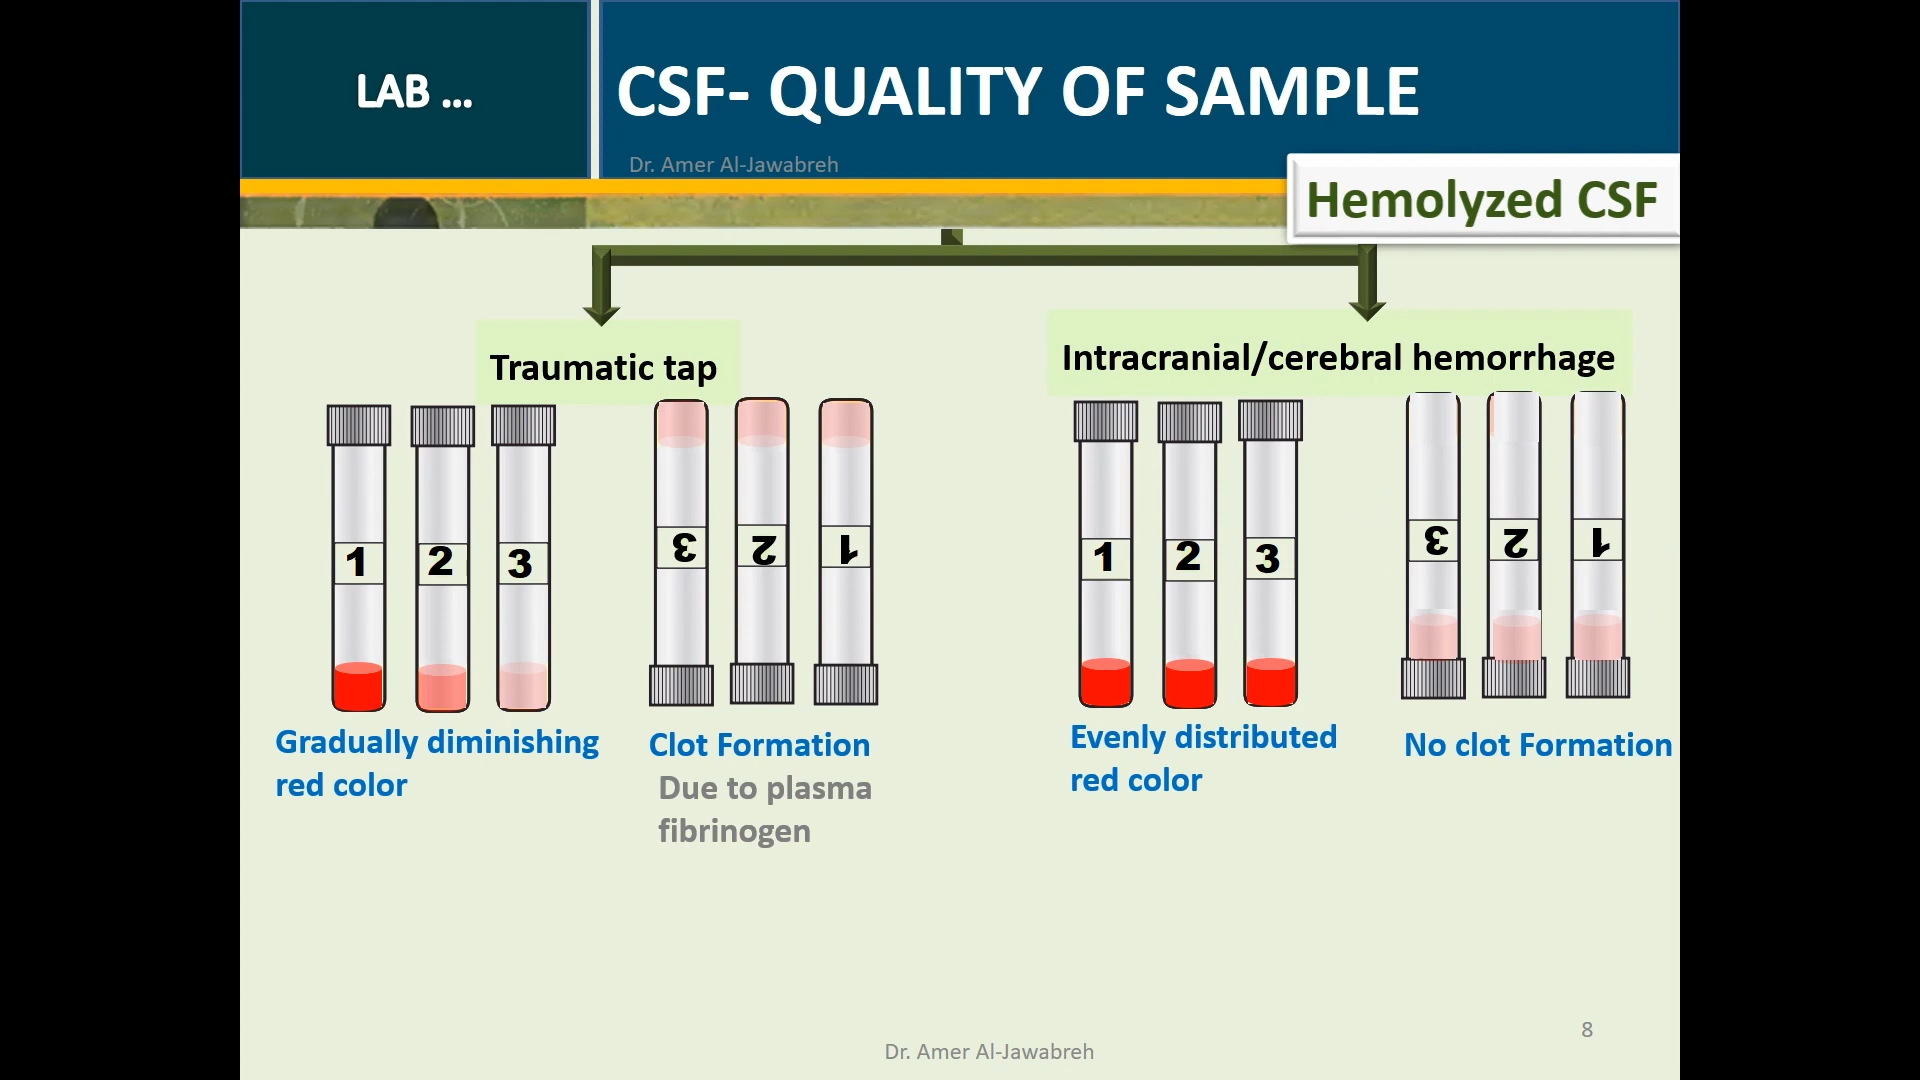 LAB ...
CSF- QUALITY OF SAMPLE
Dr. Amer Al-Jawabreh
Hemolyzed CSF
Traumatic tap
1
2
3
3
2
1
Gradually diminishing
red color
Clot Formation
Due to plasma
fibrinogen
Intracranial/cerebral hemorrhage
1
2
3
3
2
1
Evenly distributed
red color
No clot Formation
8
Dr. Amer Al-Jawabreh